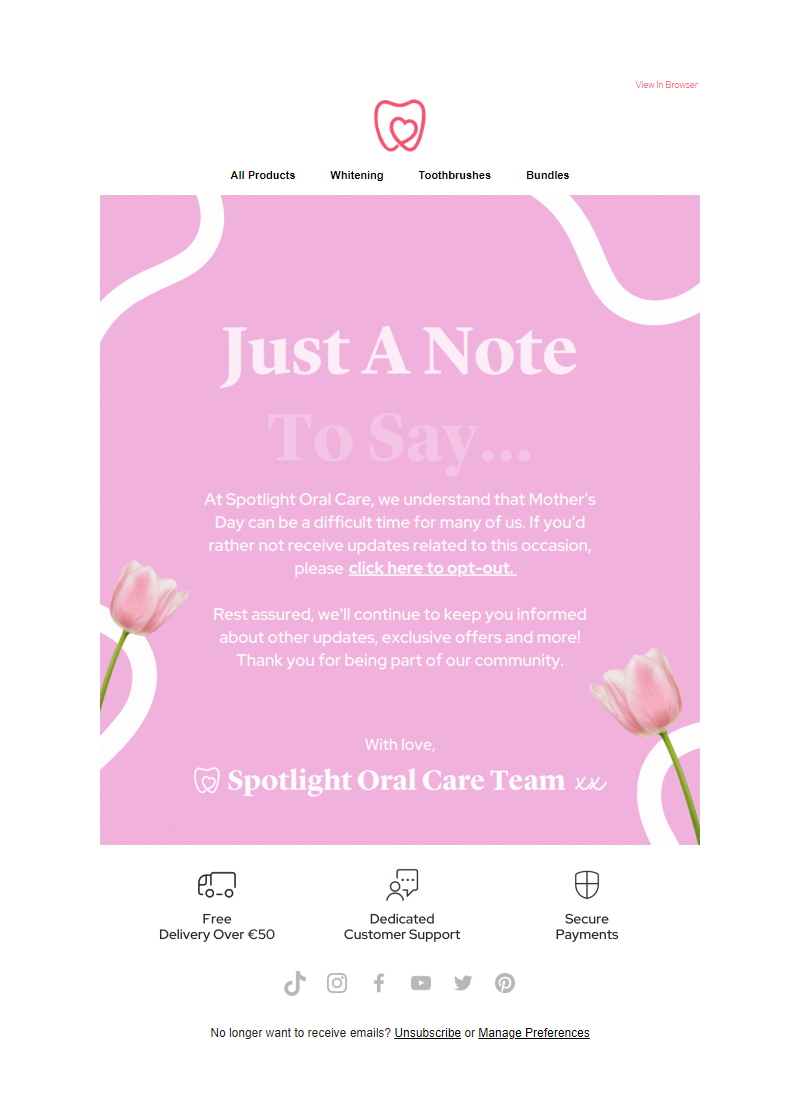 View In Browser
All Products Whitening Toothbrushes Bundles
Just A Note
To Say...
At Spotlight Oral Care, we understand that Mother's
Day can be a difficult time for many of us. If you'd
rather not receive updates related to this occasion,
please click here to opt-out.
Rest assured, we'll continue to keep you informed
about other updates, exclusive offers and more!
Thank you for being part of our community.
With love,
Spotlight Oral Care Team xx
Free
Delivery Over €50
Dedicated
Customer Support
Secure
Payments
No longer want to receive emails? Unsubscribe or Manage Preferences